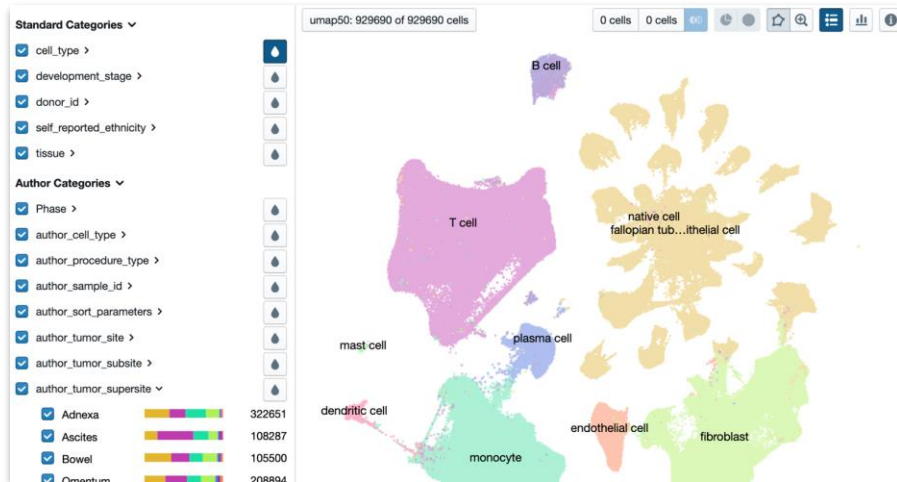 Standard Categories
cell_type
development_stage
donor_id
self_reported_ethnicity
tissue
Author Categories
Phase
author_cell_type
author_procedure_type
author_sample_id
author_sort_parameters
author_tumor_site
author_tumor_subsite
author_tumor_supersite
Adnexa 322651
Ascites 108287
Bowel 105500
Omentum 208894
umap50: 929690 of 929690 cells
0 cells 0 cells
B cell
T cell
native cell
fallopian tub...ithelial cell
plasma cell
mast cell
dendritic cell
endothelial cell
fibroblast
monocyte